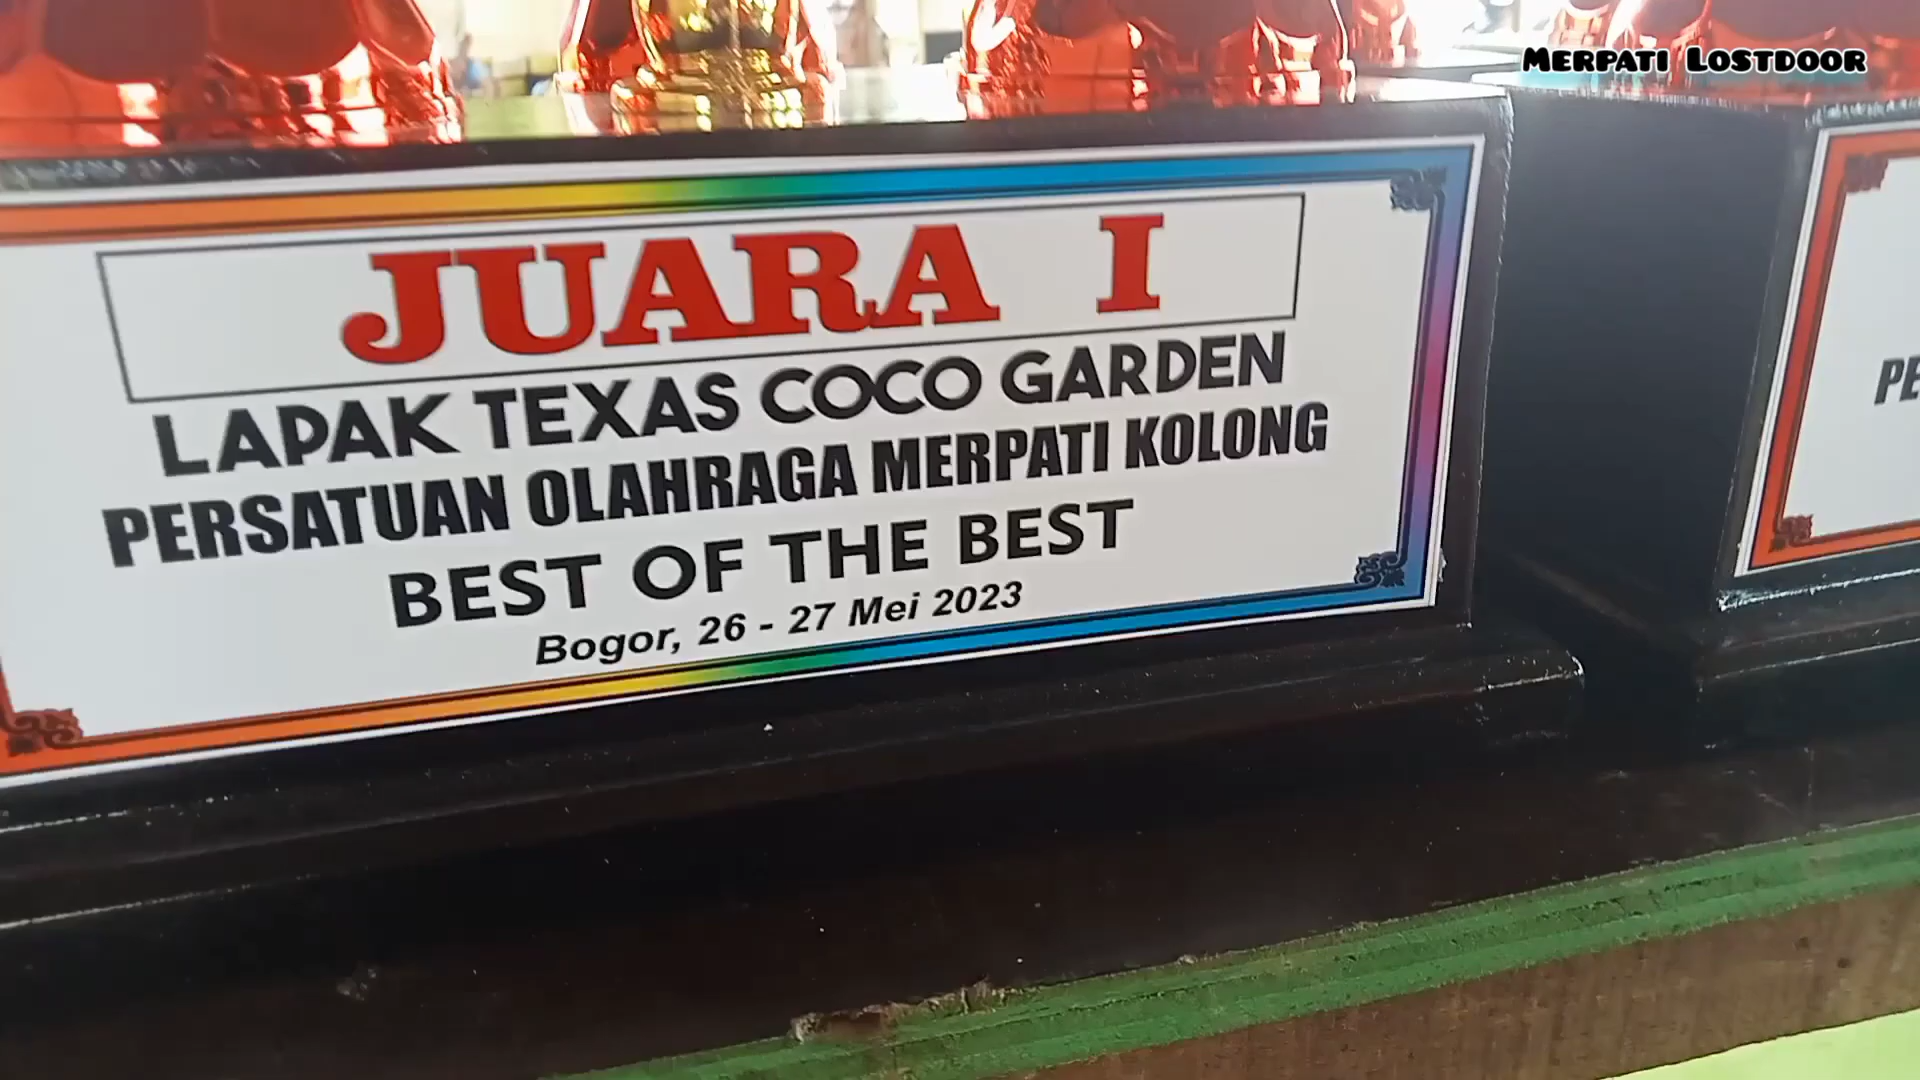 MERPATI LOSTDOOR
JUARA I
LAPAK TEXAS COCO GARDEN
PERSATUAN OLAHRAGA MERPATI KOLONG
BEST OF THE BEST
Bogor, 26 - 27 Mei 2023